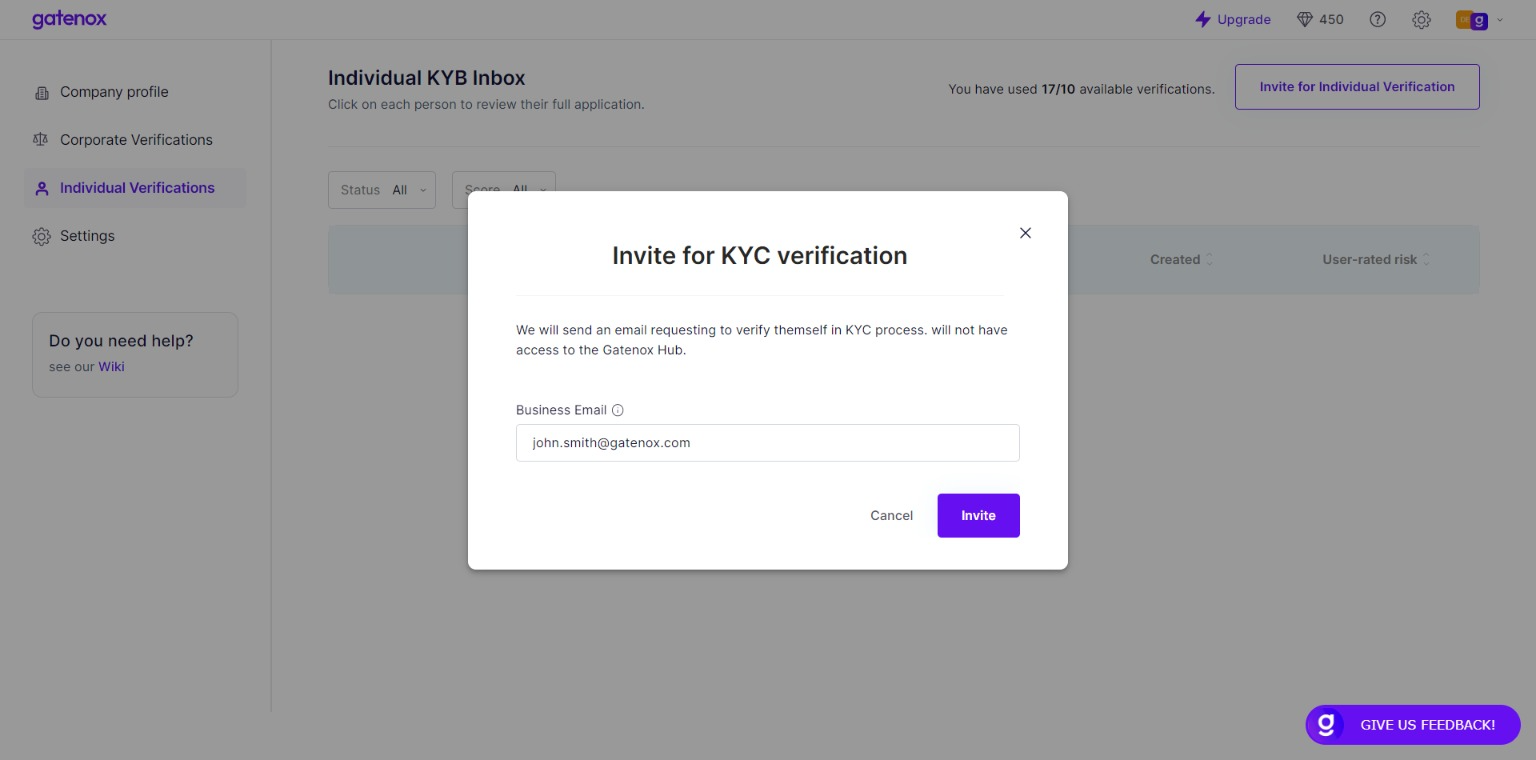 gatenox
Upgrade
450
Company profile
Corporate Verifications
Individual Verifications
Settings
Do you need help?
see our Wiki
Individual KYB Inbox
Click on each person to review their full application.
You have used 17/10 available verifications.
Invite for Individual Verification
Status All
Score All
Created
User-rated risk
Invite for KYC verification
We will send an email requesting to verify themself in KYC process. will not have
access to the Gatenox Hub.
Business Email
john.smith@gatenox.com
Cancel
Invite
g GIVE US FEEDBACK!